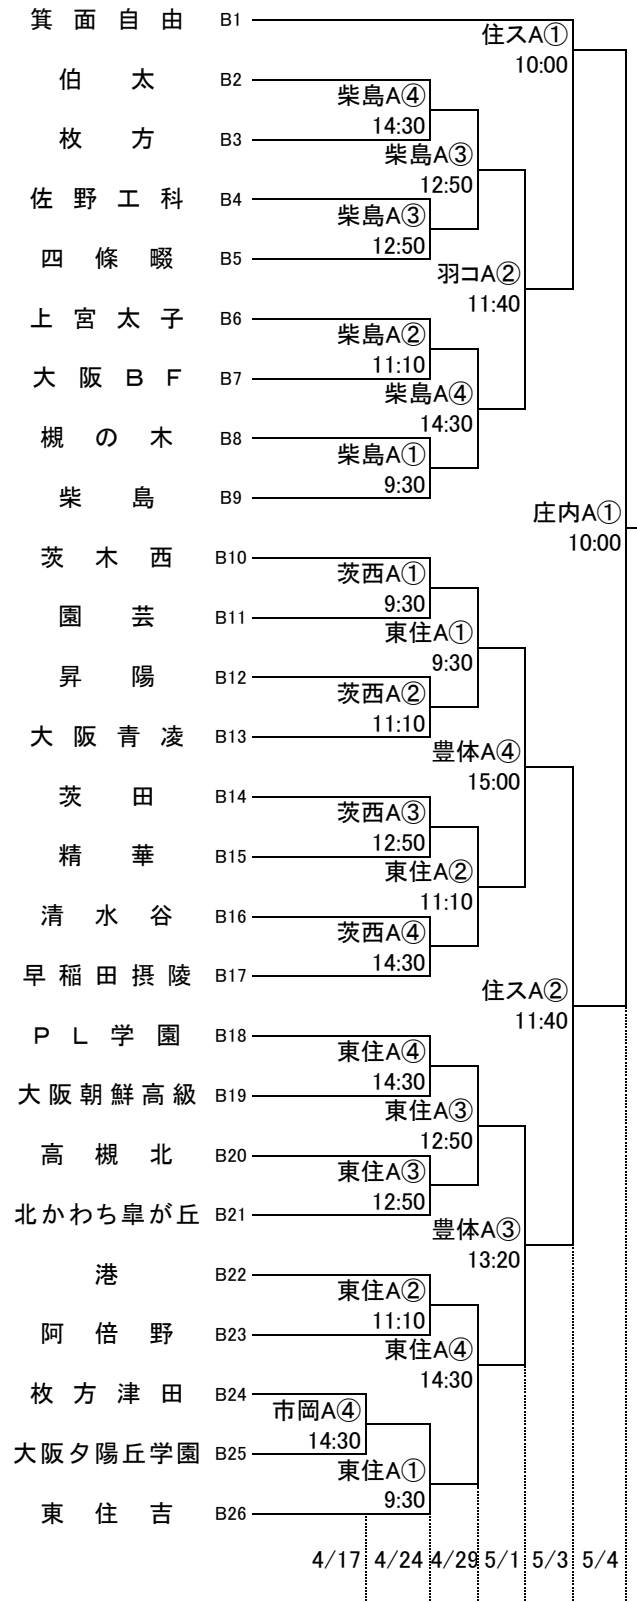 箕面自由 B1
住スA①
10:00
伯太 B2
柴島A④
14:30
枚方 B3
柴島A③
12:50
佐野工科 B4
柴島A③
12:50
四條畷 B5
羽コA②
11:40
上宮太子 B6
柴島A②
11:10
大阪ＢＦ B7
柴島A④
14:30
槻の木 B8
柴島A①
9:30
柴島 B9
庄内A①
10:00
茨木西 B10
茨西A①
9:30
園芸 B11
東住A①
9:30
昇陽 B12
茨西A②
11:10
大阪青凌 B13
豊体A④
15:00
茨田 B14
茨西A③
12:50
精華 B15
東住A②
11:10
清水谷 B16
茨西A④
14:30
早稲田摂陵 B17
住スA②
11:40
ＰＬ学園 B18
東住A④
14:30
大阪朝鮮高級 B19
東住A③
12:50
高槻北 B20
東住A③
12:50
北かわち皐が丘 B21
豊体A③
13:20
港 B22
東住A②
11:10
阿倍野 B23
東住A④
14:30
枚方津田 B24
市岡A④
14:30
大阪夕陽丘学園 B25
東住A①
9:30
東住吉 B26
4/17 4/24 4/29 5/1 5/3 5/4